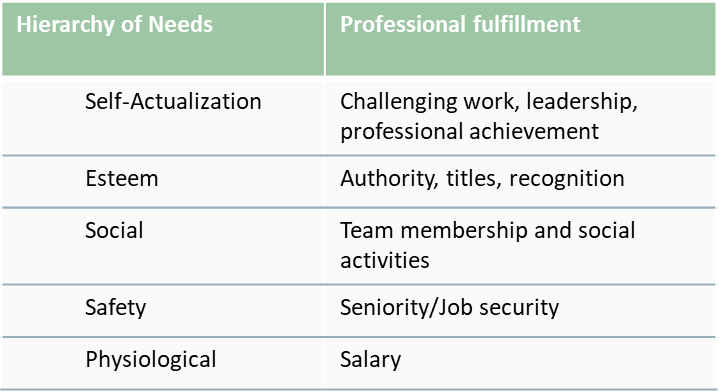 Hierarchy of Needs
Professional fulfillment
Self-Actualization
Challenging work, leadership,
professional achievement
Esteem
Authority, titles, recognition
Social
Team membership and social
activities
Safety
Seniority/Job security
Physiological
Salary